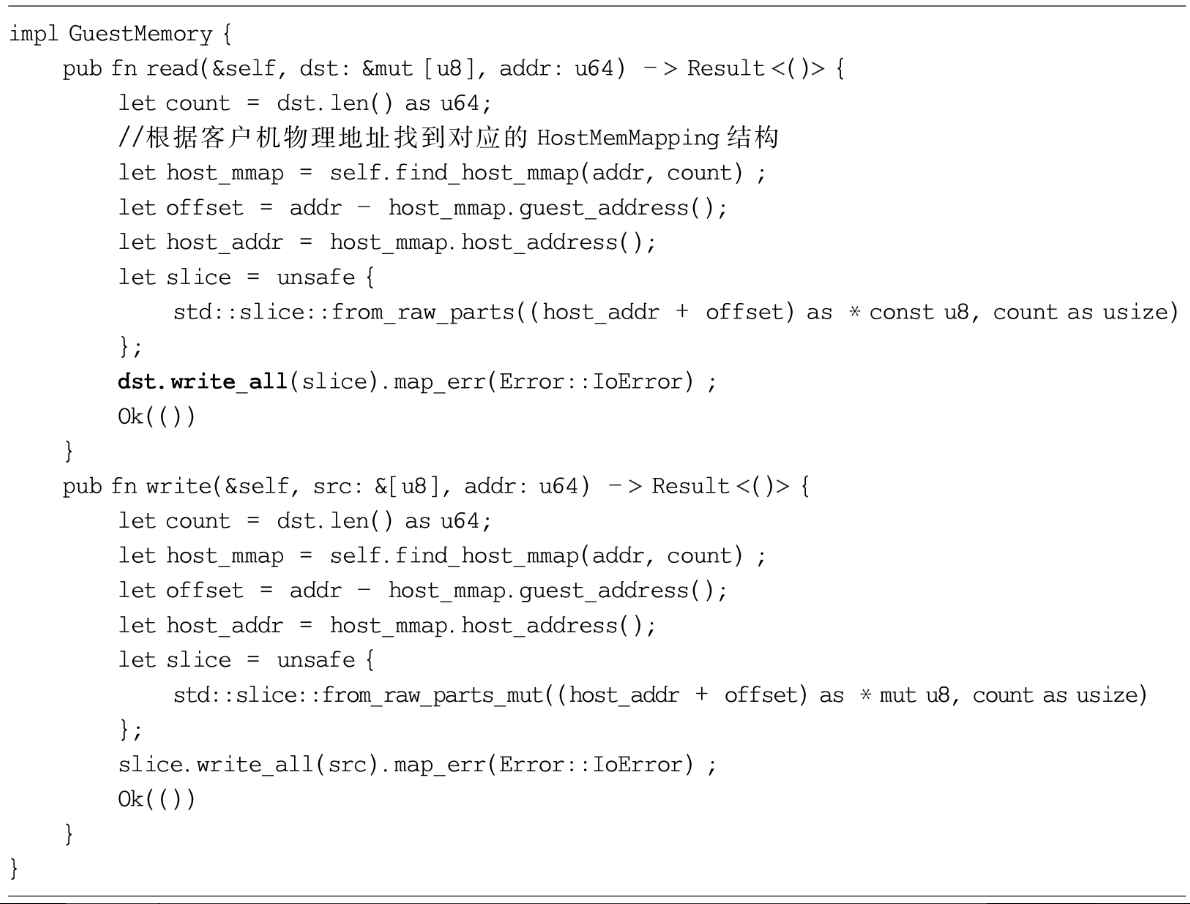 impl GuestMemory {
    pub fn read(&self, dst: &mut [u8], addr: u64) -> Result<()> {
        let count = dst.len() as u64;
        //根据客户机物理地址找到对应的 HostMemMapping 结构
        let host_mmap = self.find_host_mmap(addr, count) ;
        let offset = addr - host_mmap.guest_address();
        let host_addr = host_mmap.host_address();
        let slice = unsafe {
            std::slice::from_raw_parts((host_addr + offset) as *const u8, count as usize)
        };
        dst.write_all(slice).map_err(Error::IoError) ;
        Ok(())
    }
    pub fn write(&self, src: &[u8], addr: u64) -> Result<()> {
        let count = dst.len() as u64;
        let host_mmap = self.find_host_mmap(addr, count) ;
        let offset = addr - host_mmap.guest_address();
        let host_addr = host_mmap.host_address();
        let slice = unsafe {
            std::slice::from_raw_parts_mut((host_addr + offset) as *mut u8, count as usize)
        };
        slice.write_all(src).map_err(Error::IoError) ;
        Ok(())
    }
}